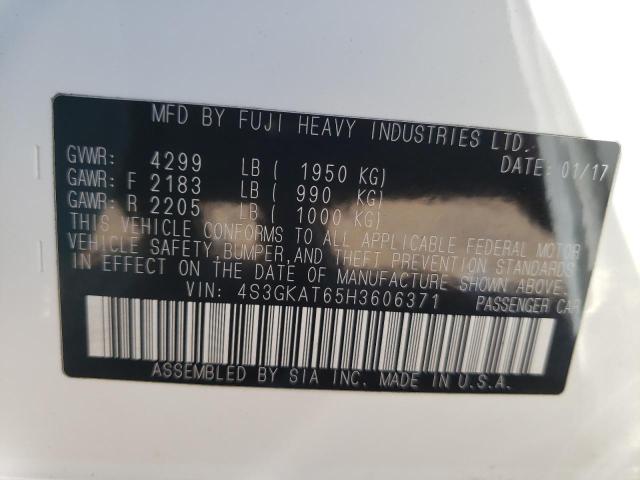 MFD BY FUJI HEAVY INDUSTRIES LTD.
GVWR: 4299 LB ( 1950 KG) DATE: 01/17
GAWR: F 2183 LB ( 990 KG)
GAWR: R 2205 LB ( 1000 KG)
THIS VEHICLE CONFORMS TO ALL APPLICABLE FEDERAL MOTOR
VEHICLE SAFETY,BUMPER,AND THEFT PREVENTION STANDARDS
IN EFFECT ON THE DATE OF MANUFACTURE SHOWN ABOVE.
VIN: 4S3GKAT65H3606371 PASSENGER CAR
ASSEMBLED BY SIA INC. MADE IN U.S.A.